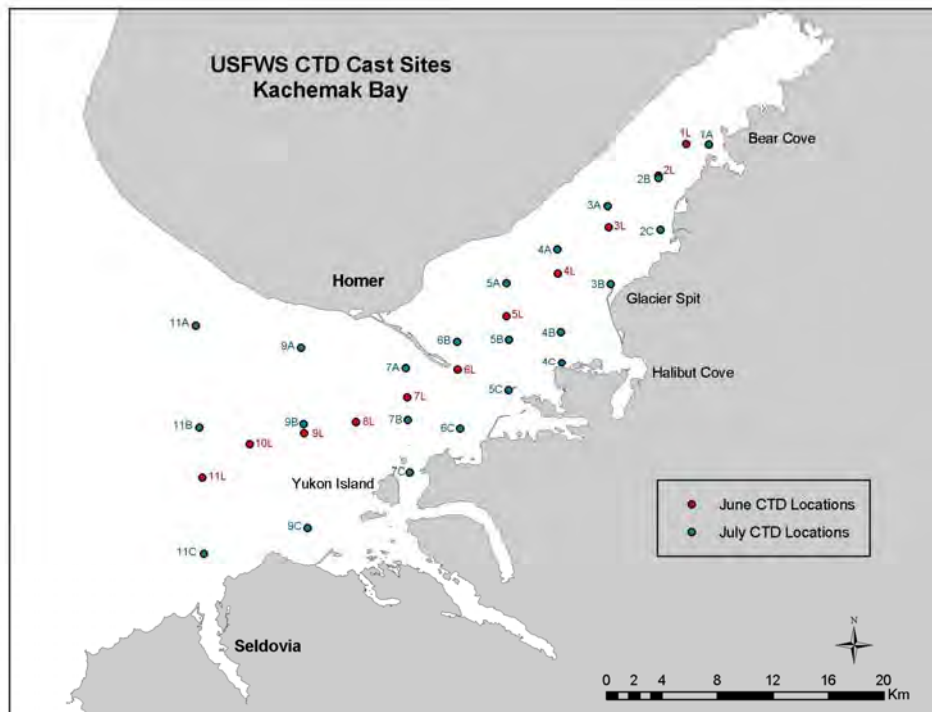 USFWS CTD Cast Sites
Kachemak Bay
1L
1A
Bear Cove
2L
2B
3A
3L
2C
4A
4L
Homer
5A
3B
Glacier Spit
11A
5L
9A
6B
5B
4B
7A
6L
4C
Halibut Cove
7L
5C
11B
9B
9L
8L
7B
6C
10L
11L
Yukon Island
7C
June CTD Locations
9C
July CTD Locations
11C
Seldovia
N
0 2 4 8 12 16 20
Km